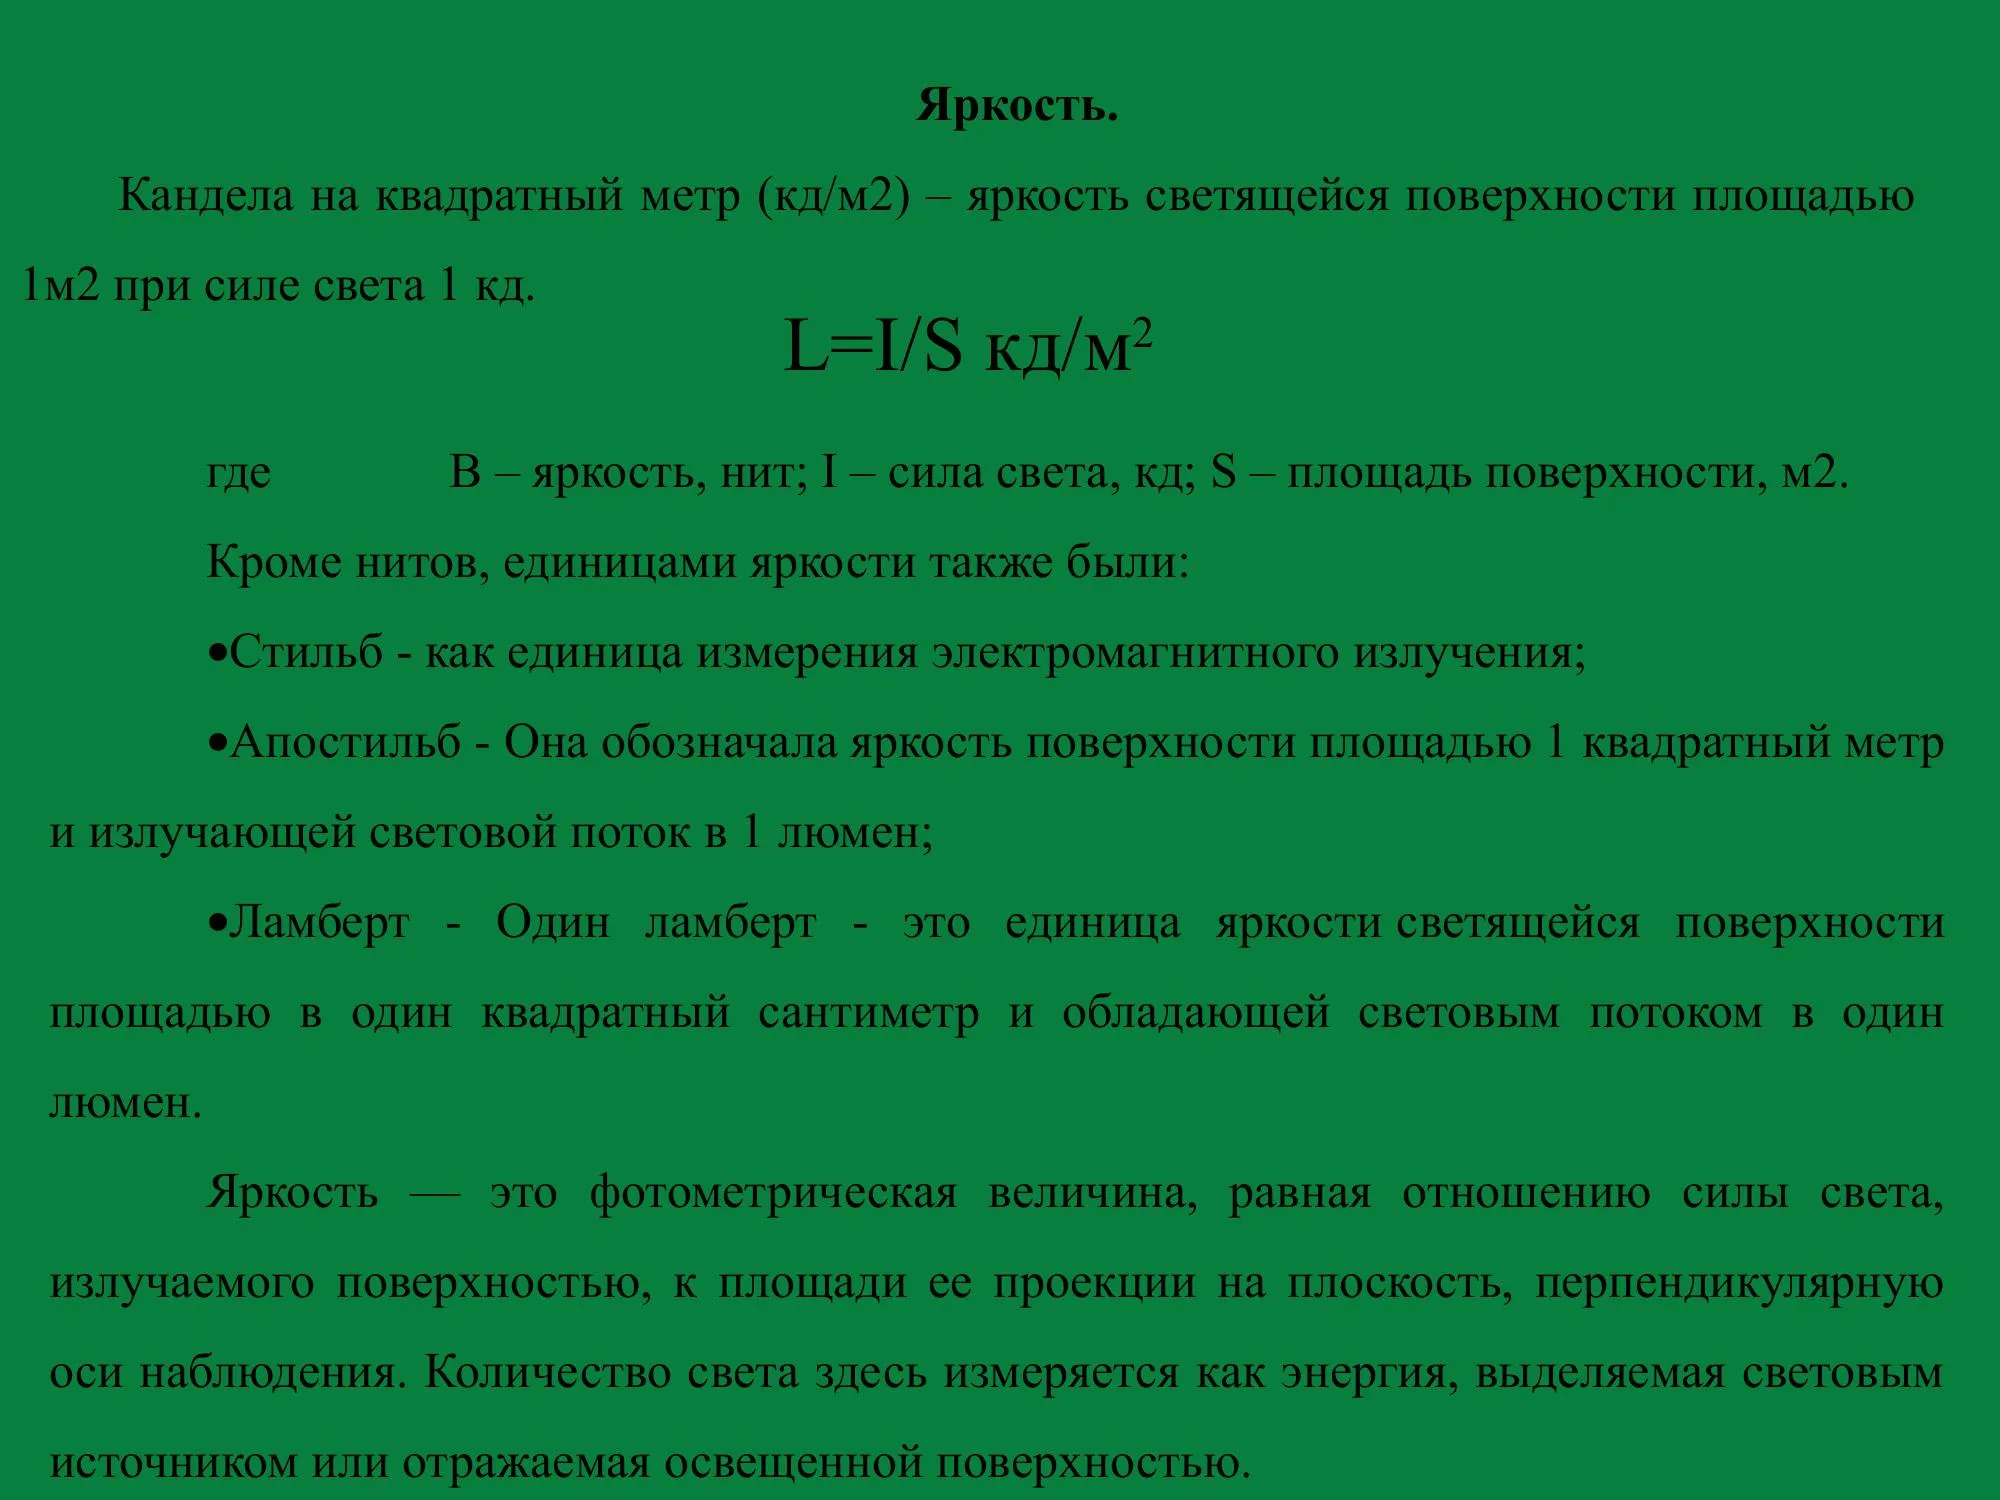 Яркость.
Кандела на квадратный метр (кд/м2) – яркость светящейся поверхности площадью
1м2 при силе света 1 кд.
L=I/S кд/м²
где В – яркость, нит; I – сила света, кд; S – площадь поверхности, м2.
Кроме нитов, единицами яркости также были:
•Стильб - как единица измерения электромагнитного излучения;
•Апостильб - Она обозначала яркость поверхности площадью 1 квадратный метр
и излучающей световой поток в 1 люмен;
•Ламберт - Один ламберт - это единица яркости светящейся поверхности
площадью в один квадратный сантиметр и обладающей световым потоком в один
люмен.
Яркость — это фотометрическая величина, равная отношению силы света,
излучаемого поверхностью, к площади ее проекции на плоскость, перпендикулярную
оси наблюдения. Количество света здесь измеряется как энергия, выделяемая световым
источником или отражаемая освещенной поверхностью.